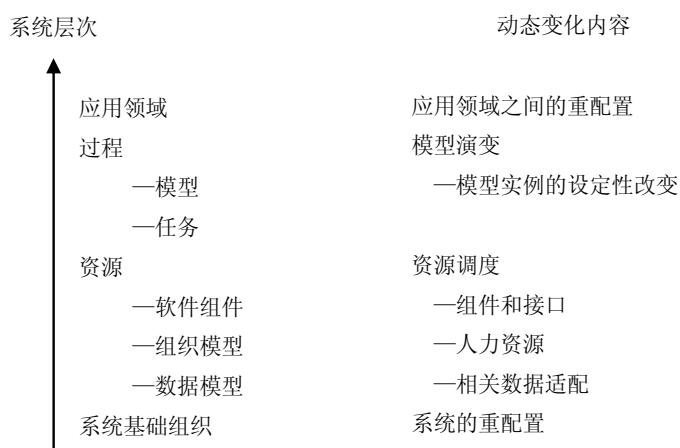 系统层次 动态变化内容
应用领域 应用领域之间的重配置
过程 模型演变
—模型 —模型实例的设定性改变
—任务
资源 资源调度
—软件组件 —组件和接口
—组织模型 —人力资源
—数据模型 —相关数据适配
系统基础组织 系统的重配置